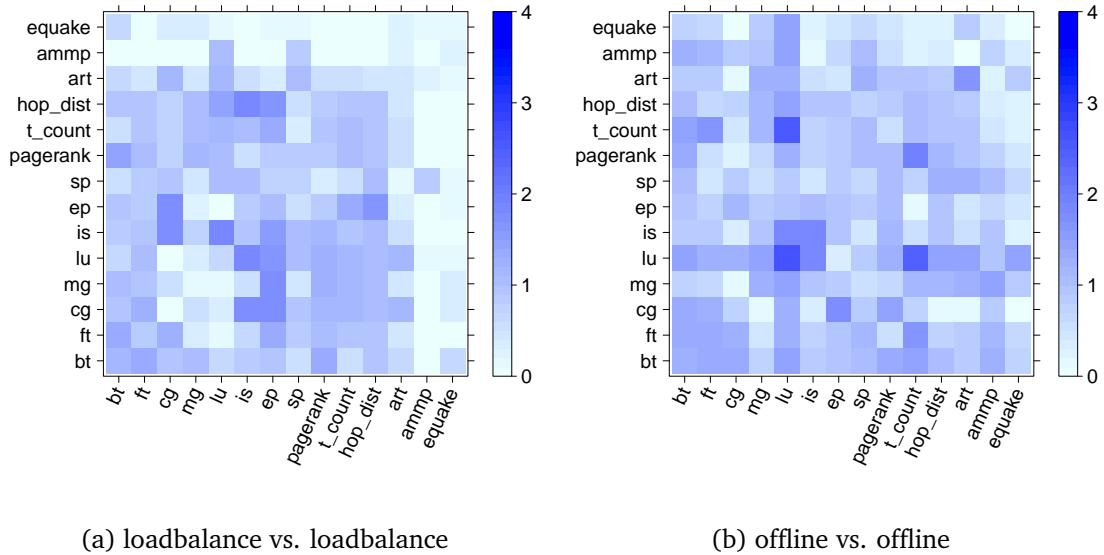 equake
ammp
art
hop_dist
t_count
pagerank
sp
ep
is
lu
mg
cg
ft
bt
bt
ft
cg
mg
lu
is
ep
sp
pagerank
t_count
hop_dist
art
ammp
equake
4
3
2
1
0
(a) loadbalance vs. loadbalance
equake
ammp
art
hop_dist
t_count
pagerank
sp
ep
is
lu
mg
cg
ft
bt
bt
ft
cg
mg
lu
is
ep
sp
pagerank
t_count
hop_dist
art
ammp
equake
4
3
2
1
0
(b) offline vs. offline